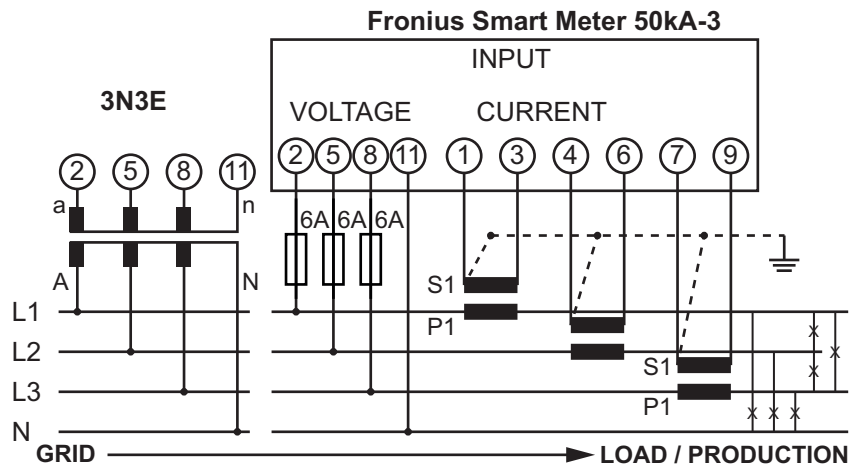 Fronius Smart Meter 50kA-3
INPUT
3N3E
VOLTAGE CURRENT
2 5 8 11
2 5 8 11 1 3 4 6 7 9
a n
6A 6A 6A
A N
S1
L1
P1
L2
S1
L3
P1
N
GRID LOAD / PRODUCTION